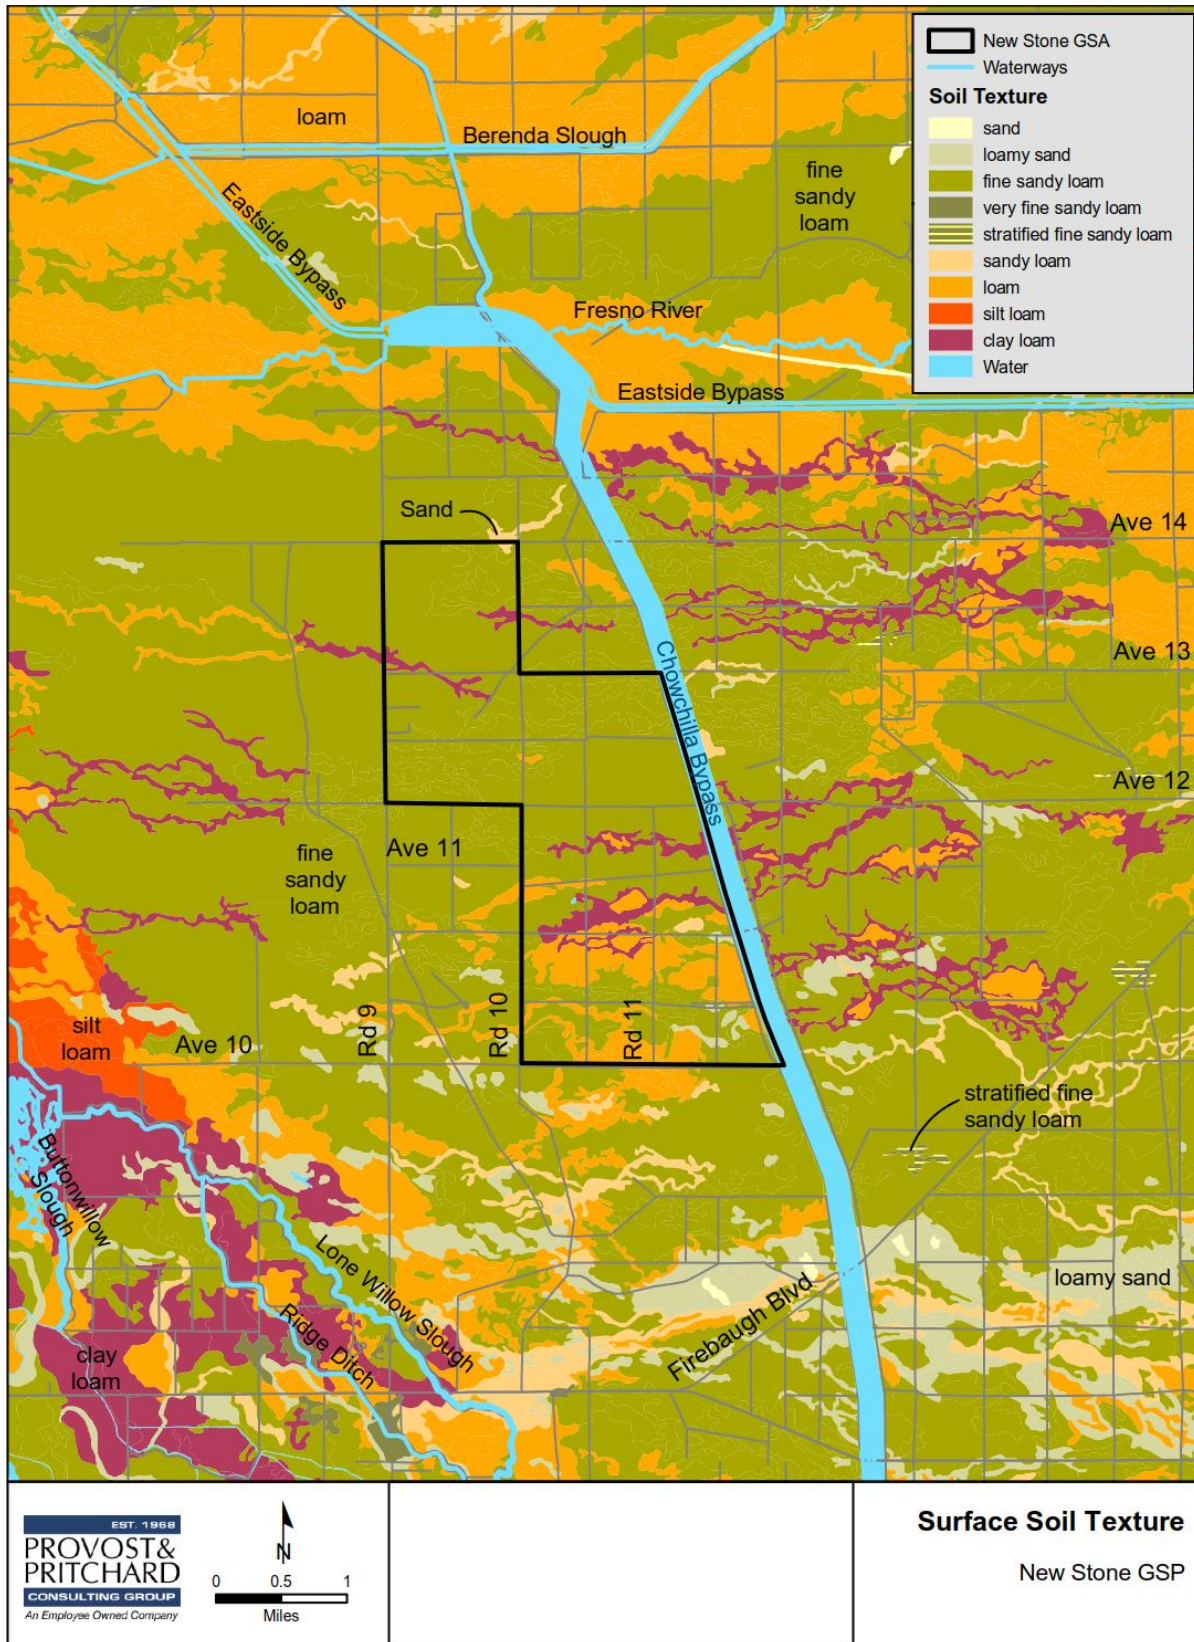 New Stone GSA
Waterways
Soil Texture
sand
loamy sand
fine sandy loam
very fine sandy loam
stratified fine sandy loam
sandy loam
loam
silt loam
clay loam
Water
loam
Berenda Slough
fine
sandy
loam
Eastside Bypass
Fresno River
Eastside Bypass
Sand
Ave 14
Ave 13
Chowchilla Bypass
Ave 12
fine
sandy
loam
Ave 11
Rd 9
Rd 10
Rd 11
silt
loam
Ave 10
stratified fine
sandy loam
Buttonwillow
Slough
Lone Willow Slough
Ridge Ditch
loamy sand
Firebaugh Blvd
clay
loam
EST. 1968
PROVOST&
PRITCHARD
CONSULTING GROUP
An Employee Owned Company
N
0 0.5 1
Miles
Surface Soil Texture
New Stone GSP